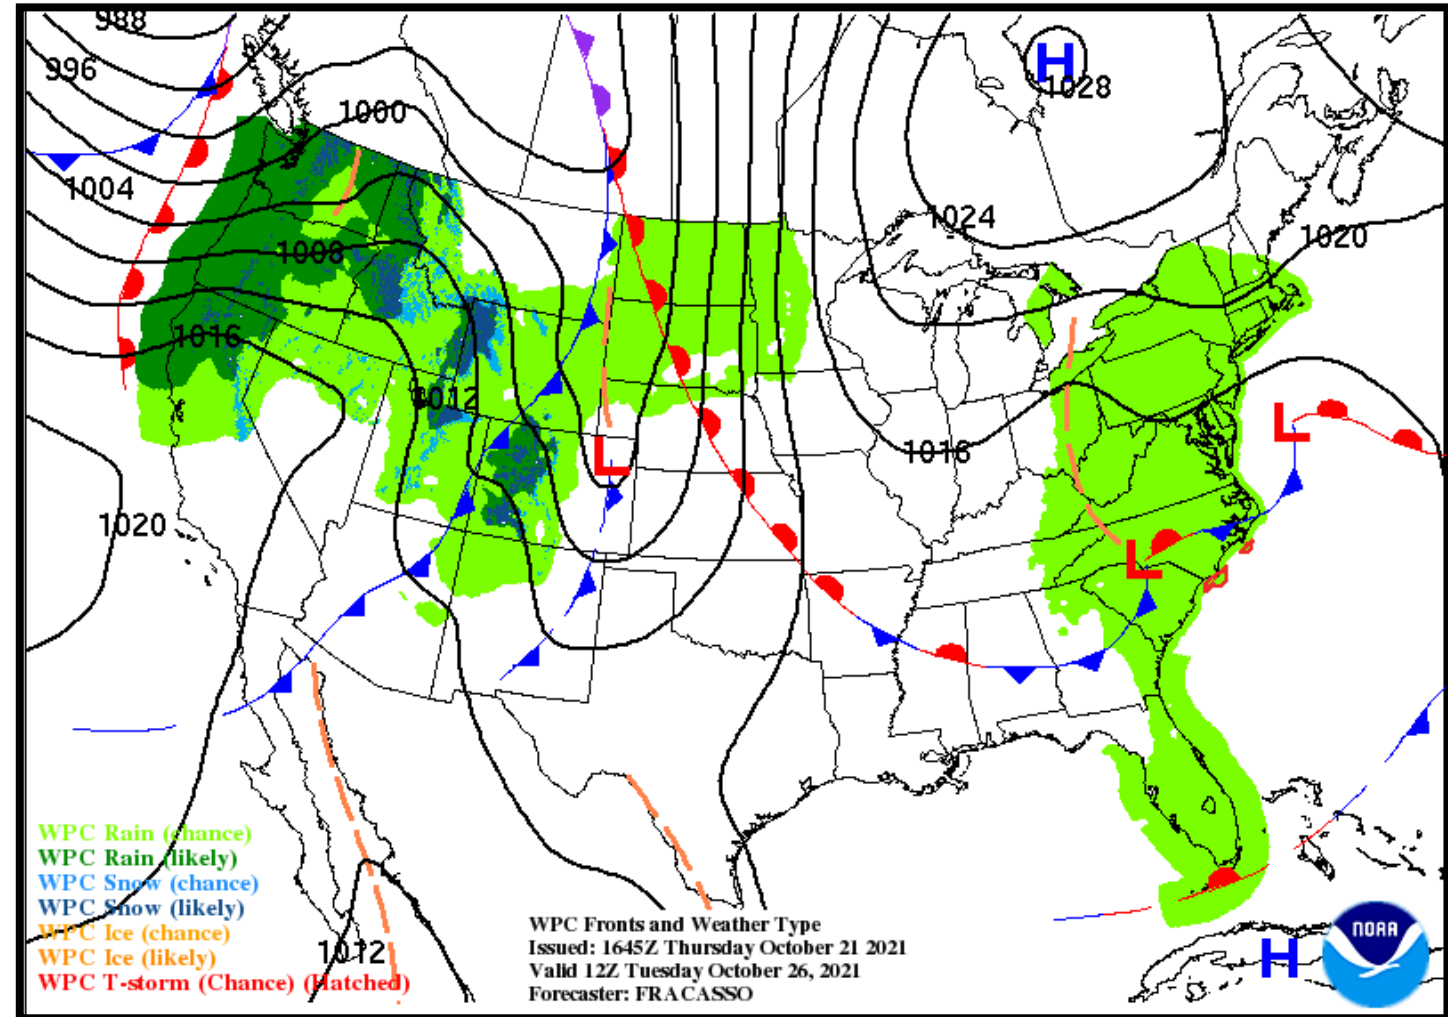 988
996
H
1028
1000
1004
1024
1020
1008
1016
1012
L
1016
L
1020
L
WPC Rain (chance)
WPC Rain (likely)
WPC Snow (chance)
WPC Snow (likely)
WPC Ice (chance)
WPC Ice (likely)
WPC T-storm (Chance) (Hatched)
1012
WPC Fronts and Weather Type
Issued: 1645Z Thursday October 21 2021
Valid 12Z Tuesday October 26, 2021
Forecaster: FRACASSO
H
NOAA